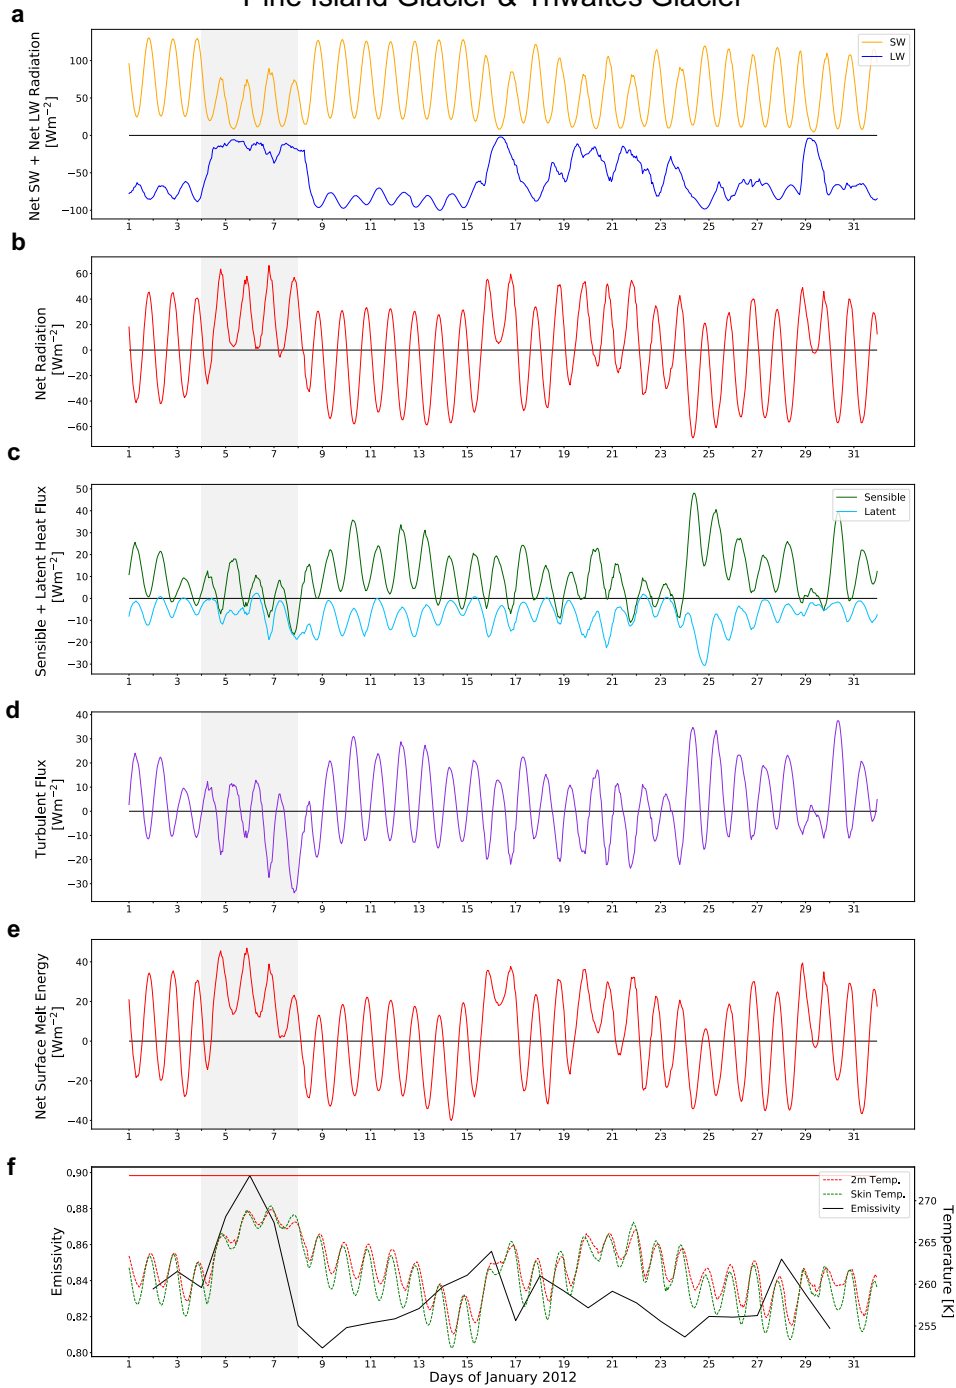 Pine Island Glacier & Thwaites Glacier
a
Net SW + Net LW Radiation
[Wm⁻²]
100
50
0
−50
−100
SW
LW
1 3 5 7 9 11 13 15 17 19 21 23 25 27 29 31
b
Net Radiation
[Wm⁻²]
60
40
20
0
−20
−40
−60
1 3 5 7 9 11 13 15 17 19 21 23 25 27 29 31
c
Sensible + Latent Heat Flux
[Wm⁻²]
50
40
30
20
10
0
−10
−20
−30
Sensible
Latent
1 3 5 7 9 11 13 15 17 19 21 23 25 27 29 31
d
Turbulent Flux
[Wm⁻²]
40
30
20
10
0
−10
−20
−30
1 3 5 7 9 11 13 15 17 19 21 23 25 27 29 31
e
Net Surface Melt Energy
[Wm⁻²]
40
20
0
−20
−40
1 3 5 7 9 11 13 15 17 19 21 23 25 27 29 31
f
Emissivity
0.90
0.88
0.86
0.84
0.82
0.80
2m Temp.
Skin Temp.
Emissivity
270
265
260
255
Temperature [K]
1 3 5 7 9 11 13 15 17 19 21 23 25 27 29 31
Days of January 2012